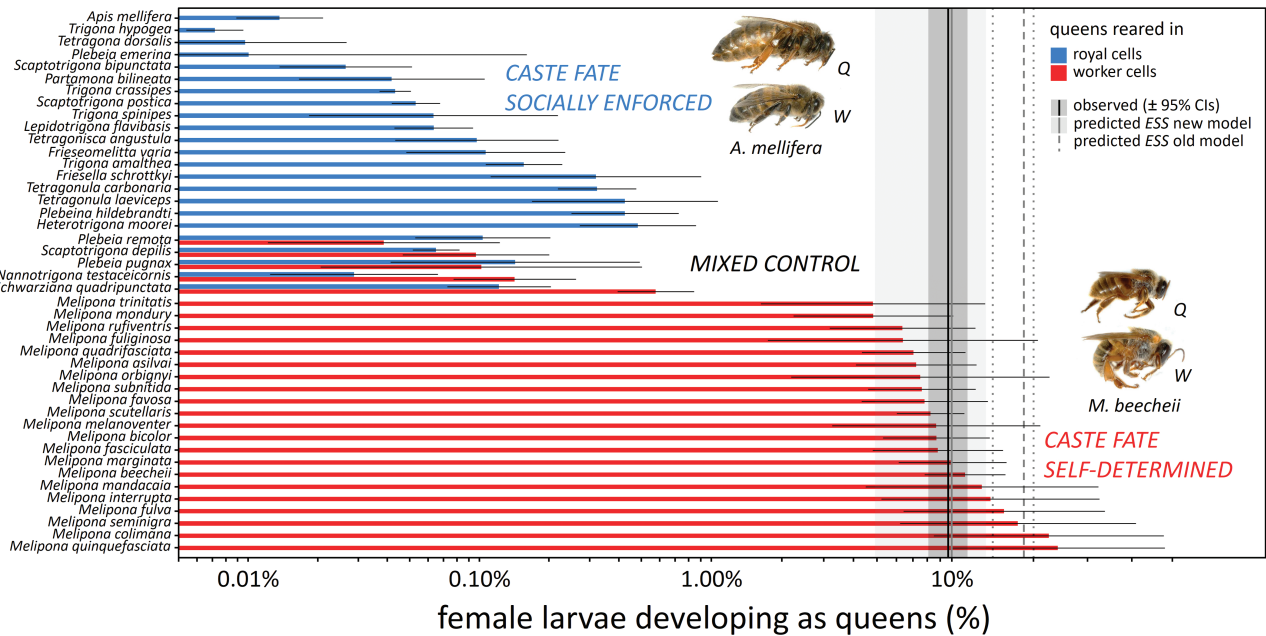 Apis mellifera
Trigona hypogea
Tetragona dorsalis
Plebeia emerina
Scaptotrigona bipunctata
Partamona bilineata
Trigona crassipes
Scaptotrigona postica
Trigona spinipes
Lepidotrigona flavibasis
Tetragonisca angustula
Frieseomelitta varia
Trigona amalthea
Friesella schrottkyi
Tetragonula carbonaria
Tetragonula laeviceps
Plebeina hildebrandti
Heterotrigona moorei
Plebeia remota
Scaptotrigona depilis
Plebeia pugnax
Nannotrigona testaceicornis
chwarziana quadripunctata
Melipona trinitatis
Melipona mondury
Melipona rufiventris
Melipona fuliginosa
Melipona quadrifasciata
Melipona asilvai
Melipona orbignyi
Melipona subnitida
Melipona favosa
Melipona scutellaris
Melipona melanoventer
Melipona bicolor
Melipona fasciculata
Melipona marginata
Melipona beecheii
Melipona mandacaia
Melipona interrupta
Melipona fulva
Melipona seminigra
Melipona colimana
Melipona quinquefasciata
CASTE FATE
SOCIALLY ENFORCED
Q
W
A. mellifera
queens reared in
royal cells
worker cells
observed (± 95% CIs)
predicted ESS new model
predicted ESS old model
MIXED CONTROL
Q
W
M. beecheii
CASTE FATE
SELF-DETERMINED
0.01%
0.10%
1.00%
10%
female larvae developing as queens (%)